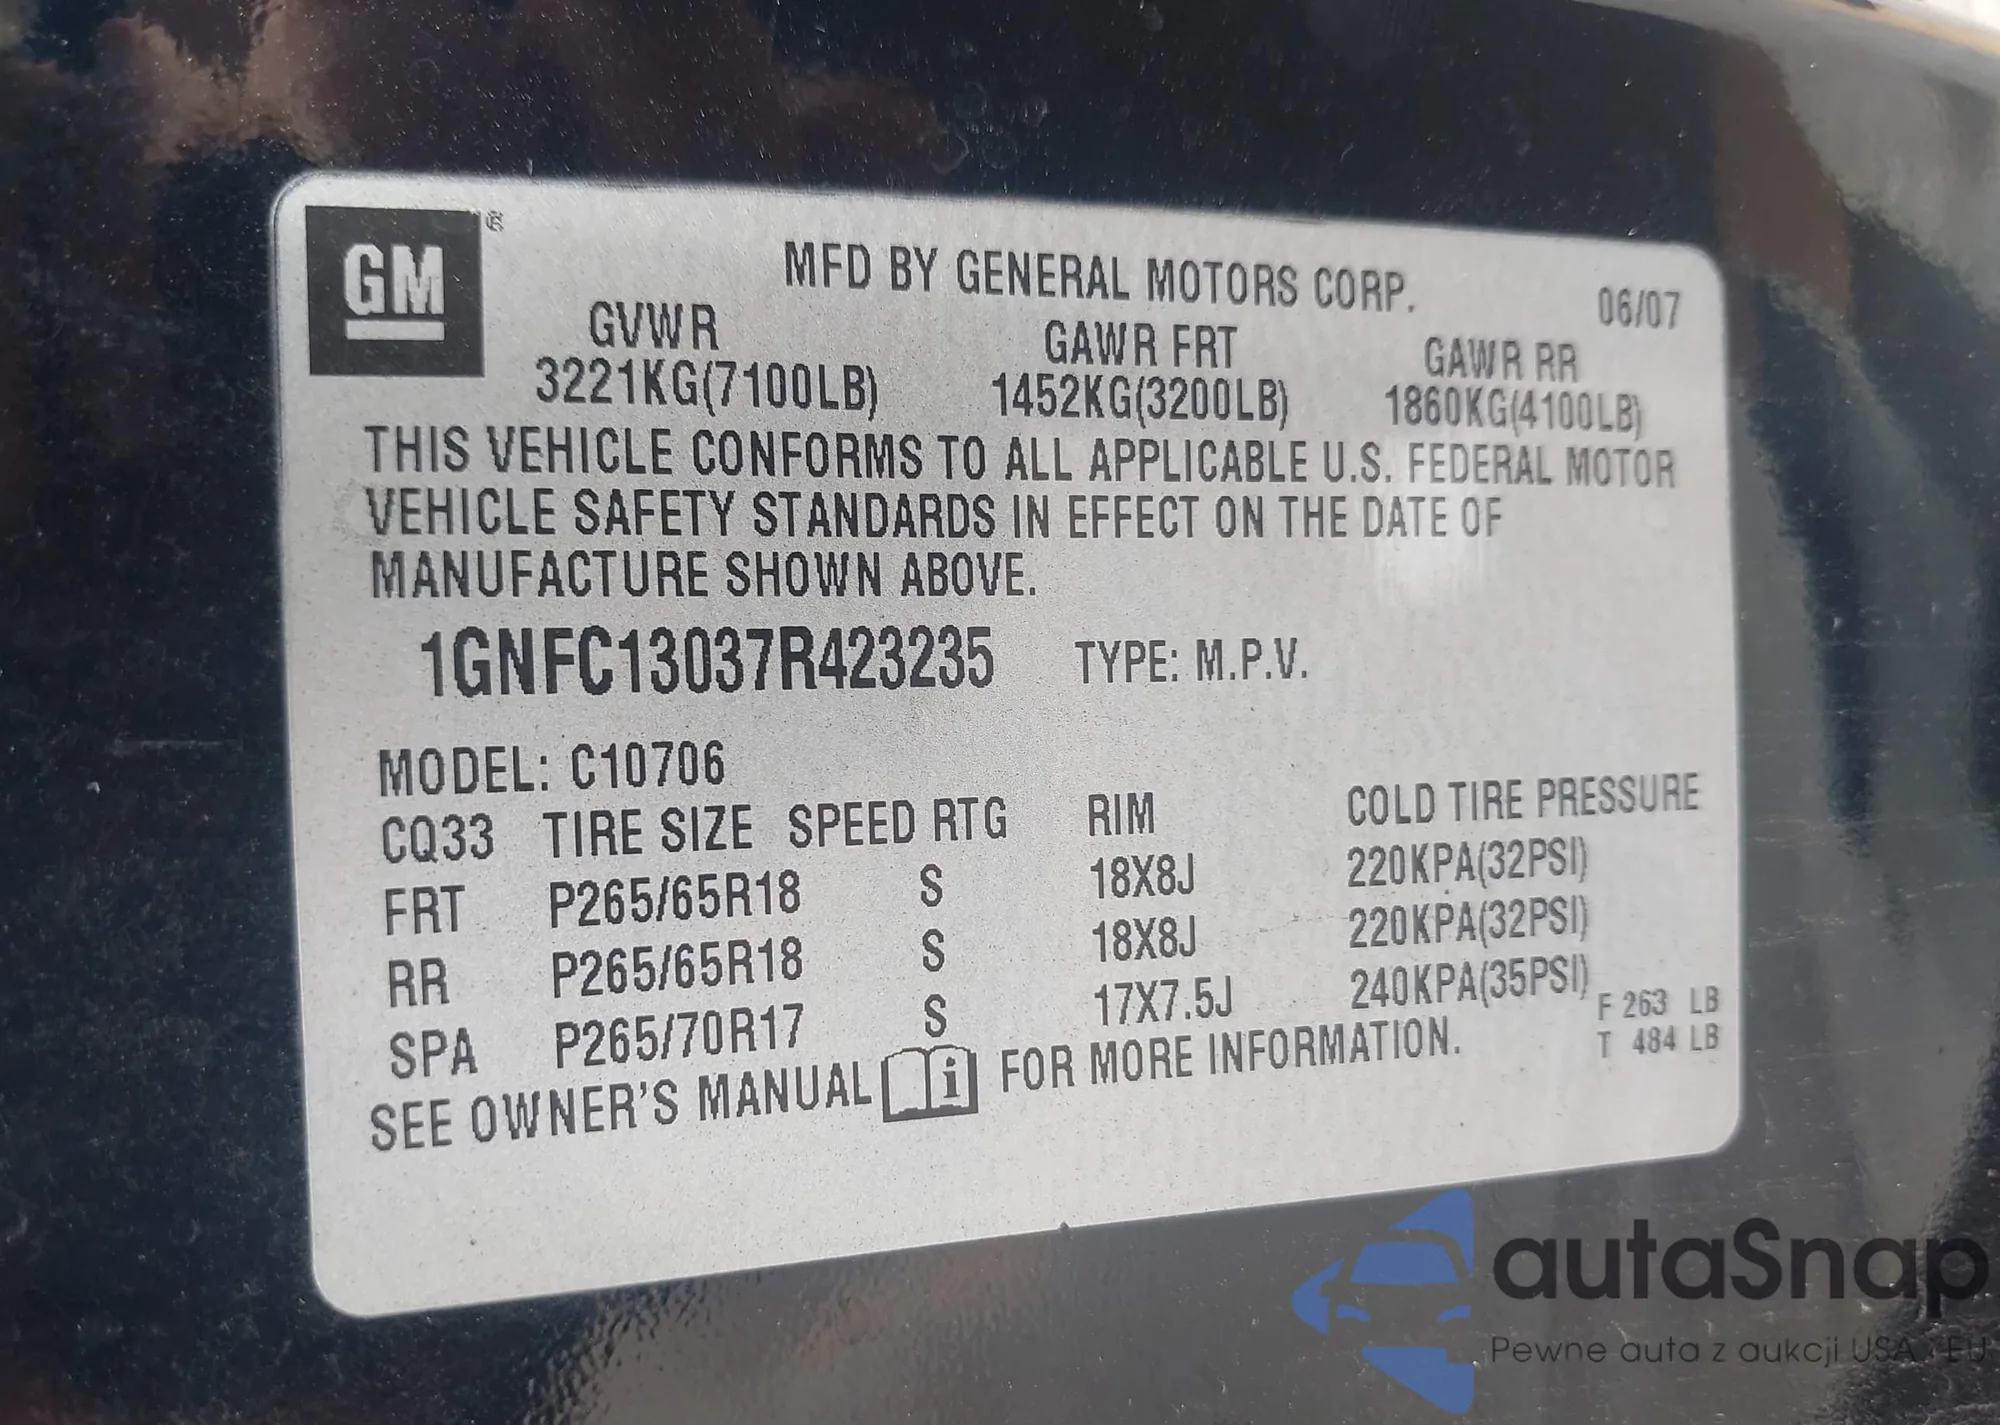 GM®
MFD BY GENERAL MOTORS CORP. 06/07
GVWR GAWR FRT GAWR RR
3221KG(7100LB) 1452KG(3200LB) 1860KG(4100LB)
THIS VEHICLE CONFORMS TO ALL APPLICABLE U.S. FEDERAL MOTOR
VEHICLE SAFETY STANDARDS IN EFFECT ON THE DATE OF
MANUFACTURE SHOWN ABOVE.
1GNFC13037R423235 TYPE: M.P.V.
MODEL: C10706
CQ33 TIRE SIZE SPEED RTG RIM COLD TIRE PRESSURE
FRT P265/65R18 S 18X8J 220KPA(32PSI)
RR P265/65R18 S 18X8J 220KPA(32PSI)
SPA P265/70R17 S 17X7.5J 240KPA(35PSI)
F 263 LB
SEE OWNER'S MANUAL i FOR MORE INFORMATION.
T 484 LB
autaSnap
Pewne auta z aukcji USA i EU